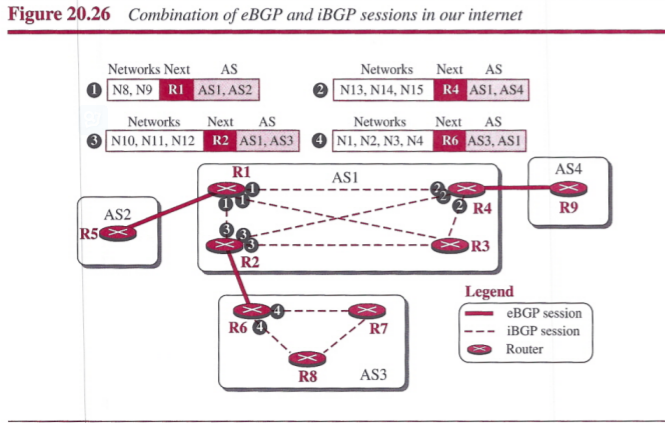 Figure 20.26 Combination of eBGP and iBGP sessions in our internet
Networks Next AS
1 N8, N9 R1 AS1, AS2
Networks Next AS
2 N13, N14, N15 R4 AS1, AS4
Networks Next AS
3 N10, N11, N12 R2 AS1, AS3
Networks Next AS
4 N1, N2, N3, N4 R6 AS3, AS1
R1
AS1
AS4
1
2
1 1
2
2
R4
R9
AS2
R5
3
3
3
R2
R3
Legend
eBGP session
iBGP session
Router
R6
4
4
R7
R8
AS3